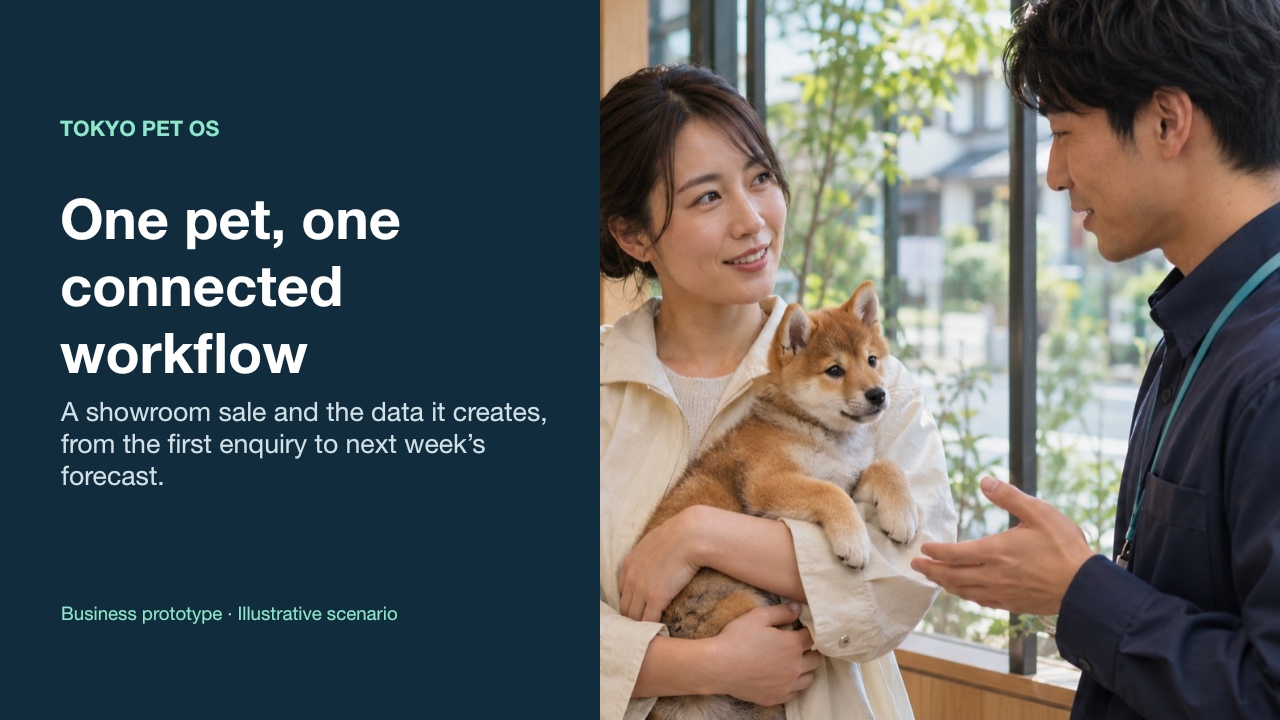 TOKYO PET OS
One pet, one
connected
workflow
A showroom sale and the data it creates,
from the first enquiry to next week’s
forecast.
Business prototype · Illustrative scenario